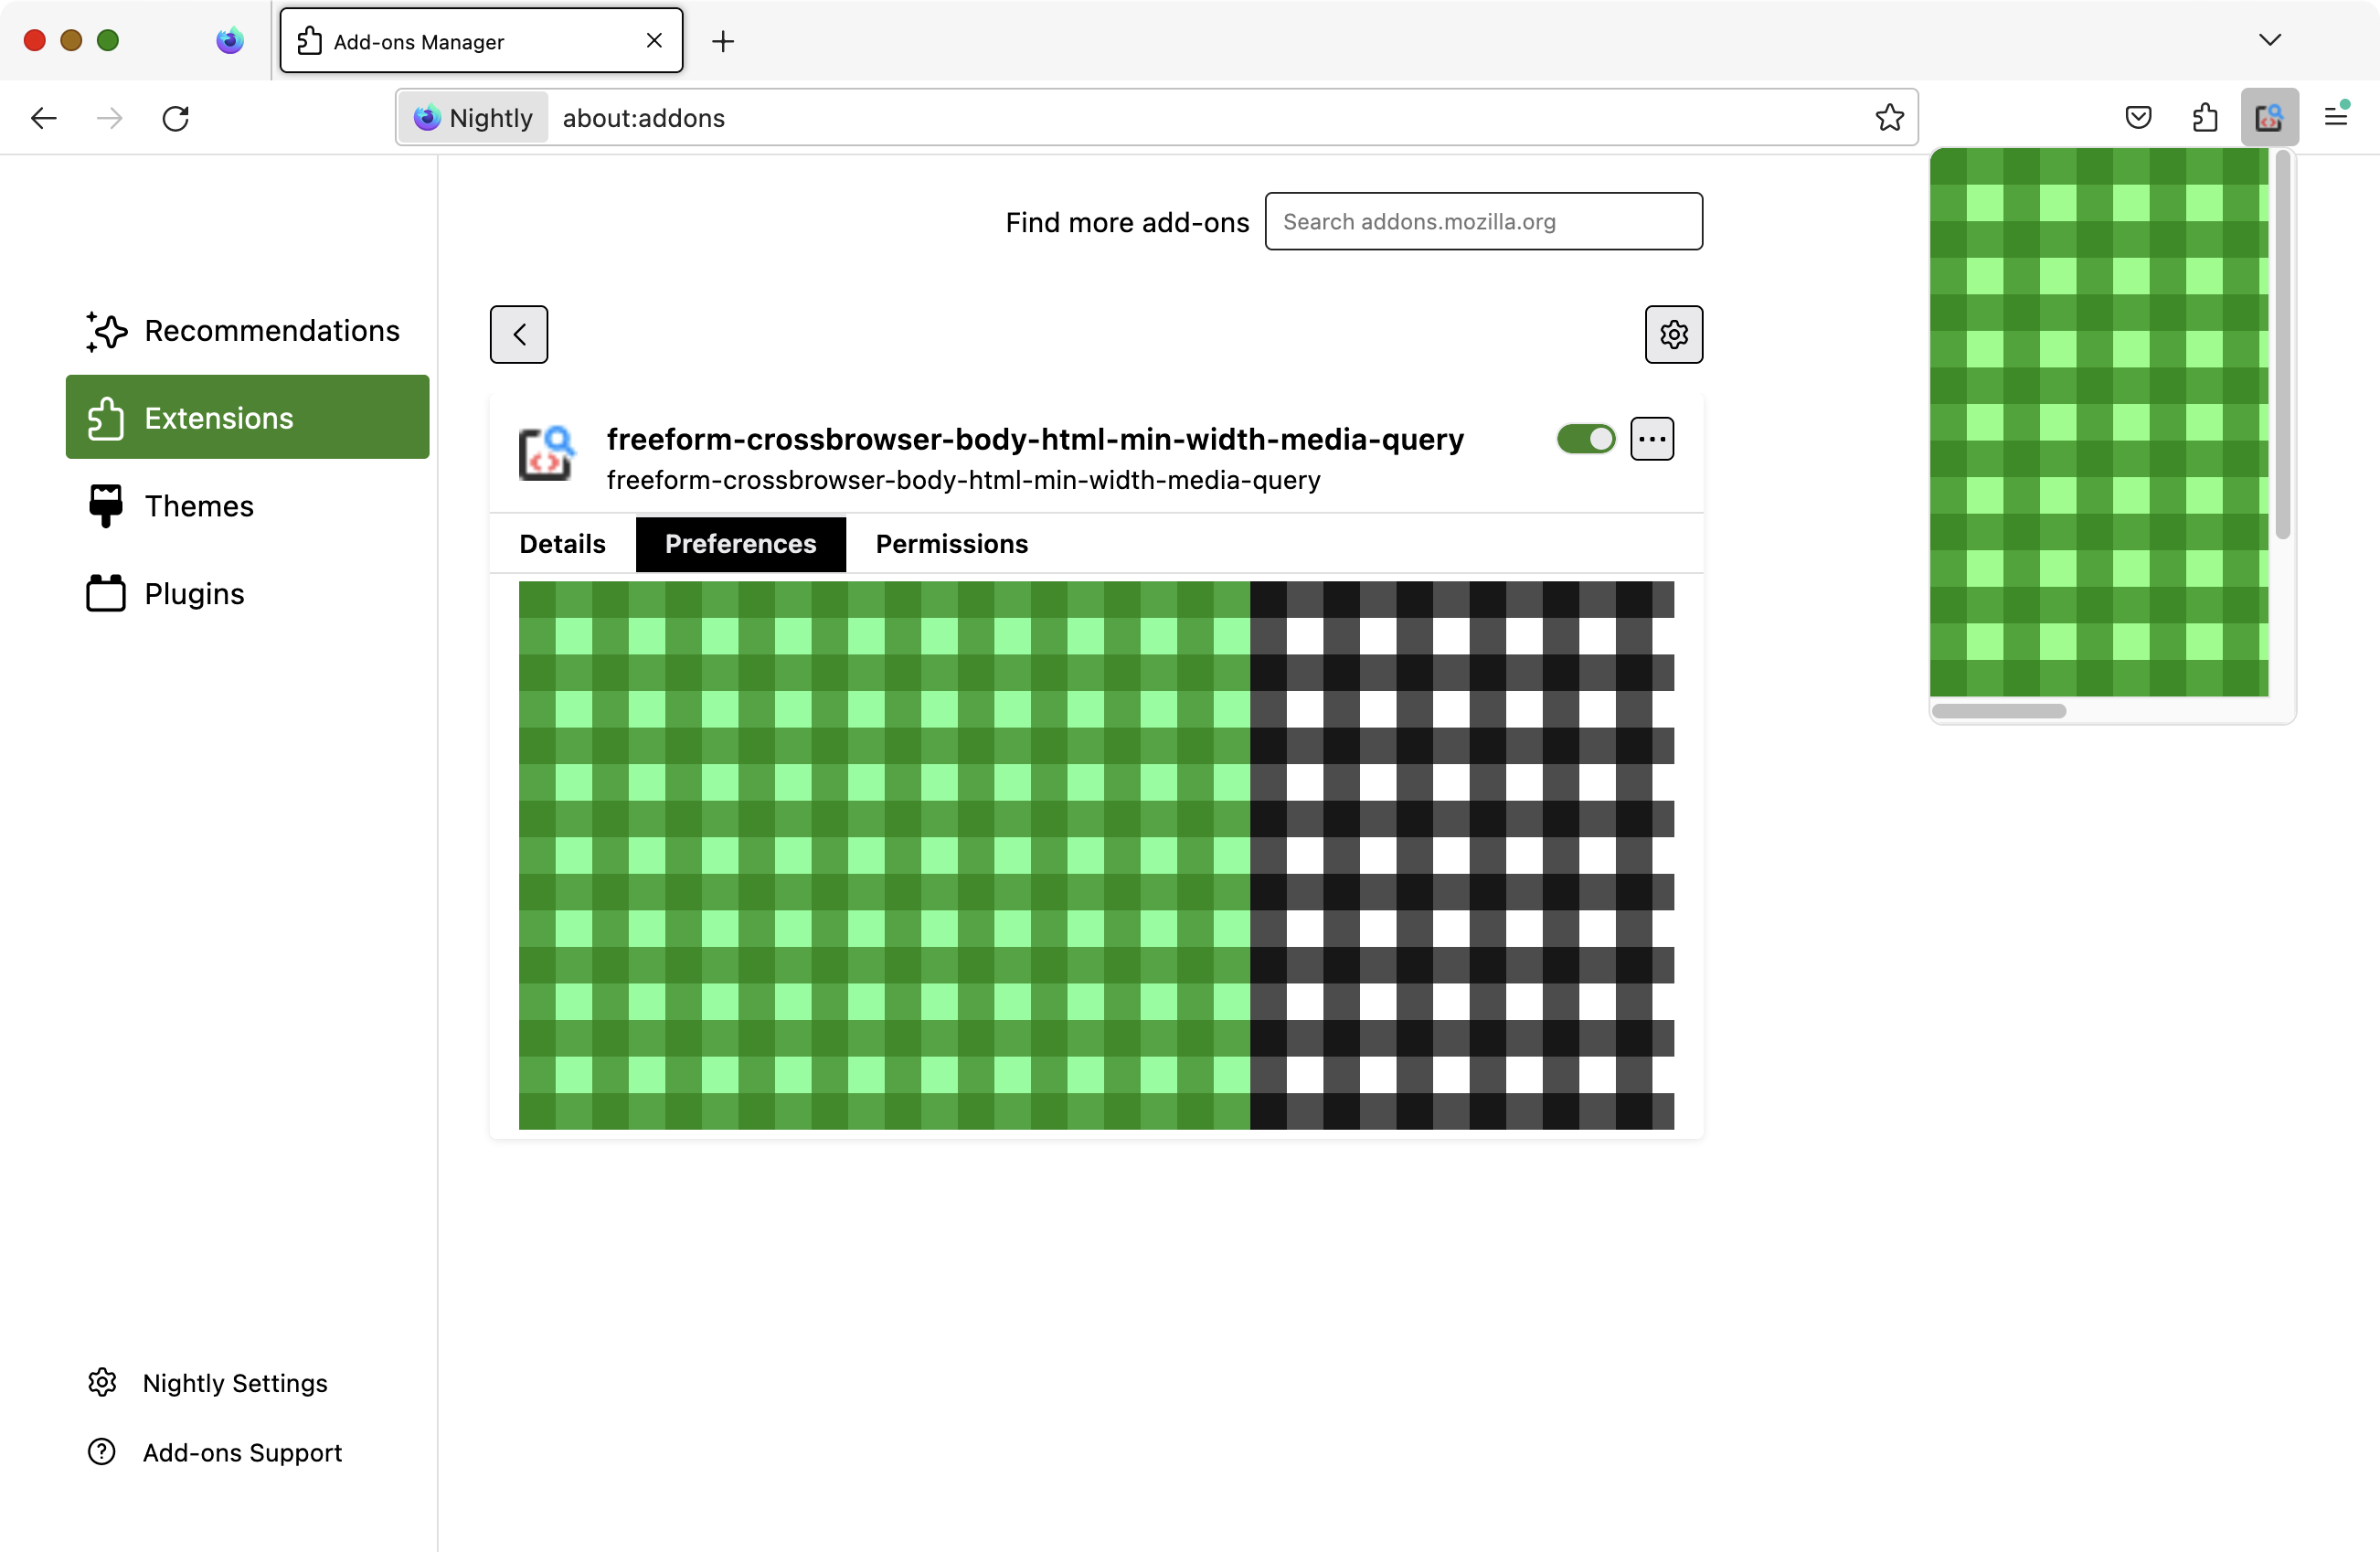 Add-ons Manager
Nightly about:addons
Find more add-ons Search addons.mozilla.org
Recommendations
Extensions
Themes
Plugins
freeform-crossbrowser-body-html-min-width-media-query
freeform-crossbrowser-body-html-min-width-media-query
Details Preferences Permissions
Nightly Settings
Add-ons Support